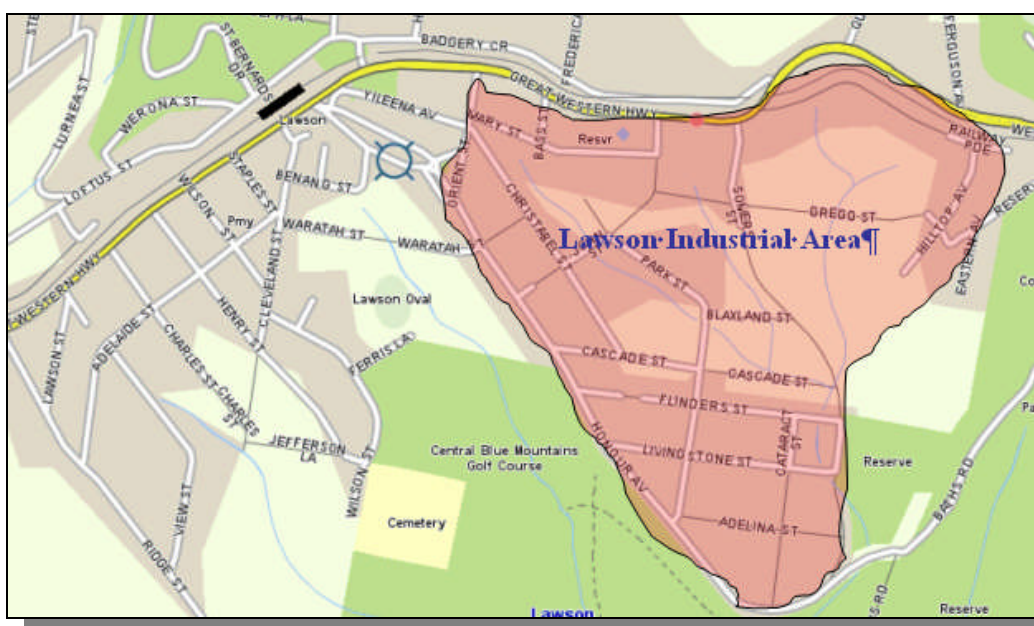 BADGERY CR
GREAT WESTERN HWY
ST BERNARDS
DR
LURNEA ST
WERONA ST
LOFTUS ST
Lawson
YILEENA AV
MARY ST
BASS ST
Resvr
RAILWAY
PDE
STAPLES ST
BENANG ST
ORIENT ST
CHRISTABEL ST
GREGO ST
HILLTOP AV
EASTERN AV
WILSON ST
Pmy
WARATAH ST
WARATAH ST
Lawson·Industrial·Area¶
PARK ST
WESTERN HWY
CLEVELAND ST
HENRY ST
Lawson Oval
BLAXLAND ST
LAWSON ST
ADELAIDE ST
CHARLES ST
FERRIS LA
CASCADE ST
CASCADE ST
CHARLES
ST
FLINDERS ST
HONOUR AV
CATARACT
ST
JEFFERSON
LA
Central Blue Mountains
Golf Course
LIVINGSTONE ST
Reserve
BATHS RD
WILSON ST
VIEW ST
Cemetery
ADELINA ST
RIDGE ST
Lawson
Reserve